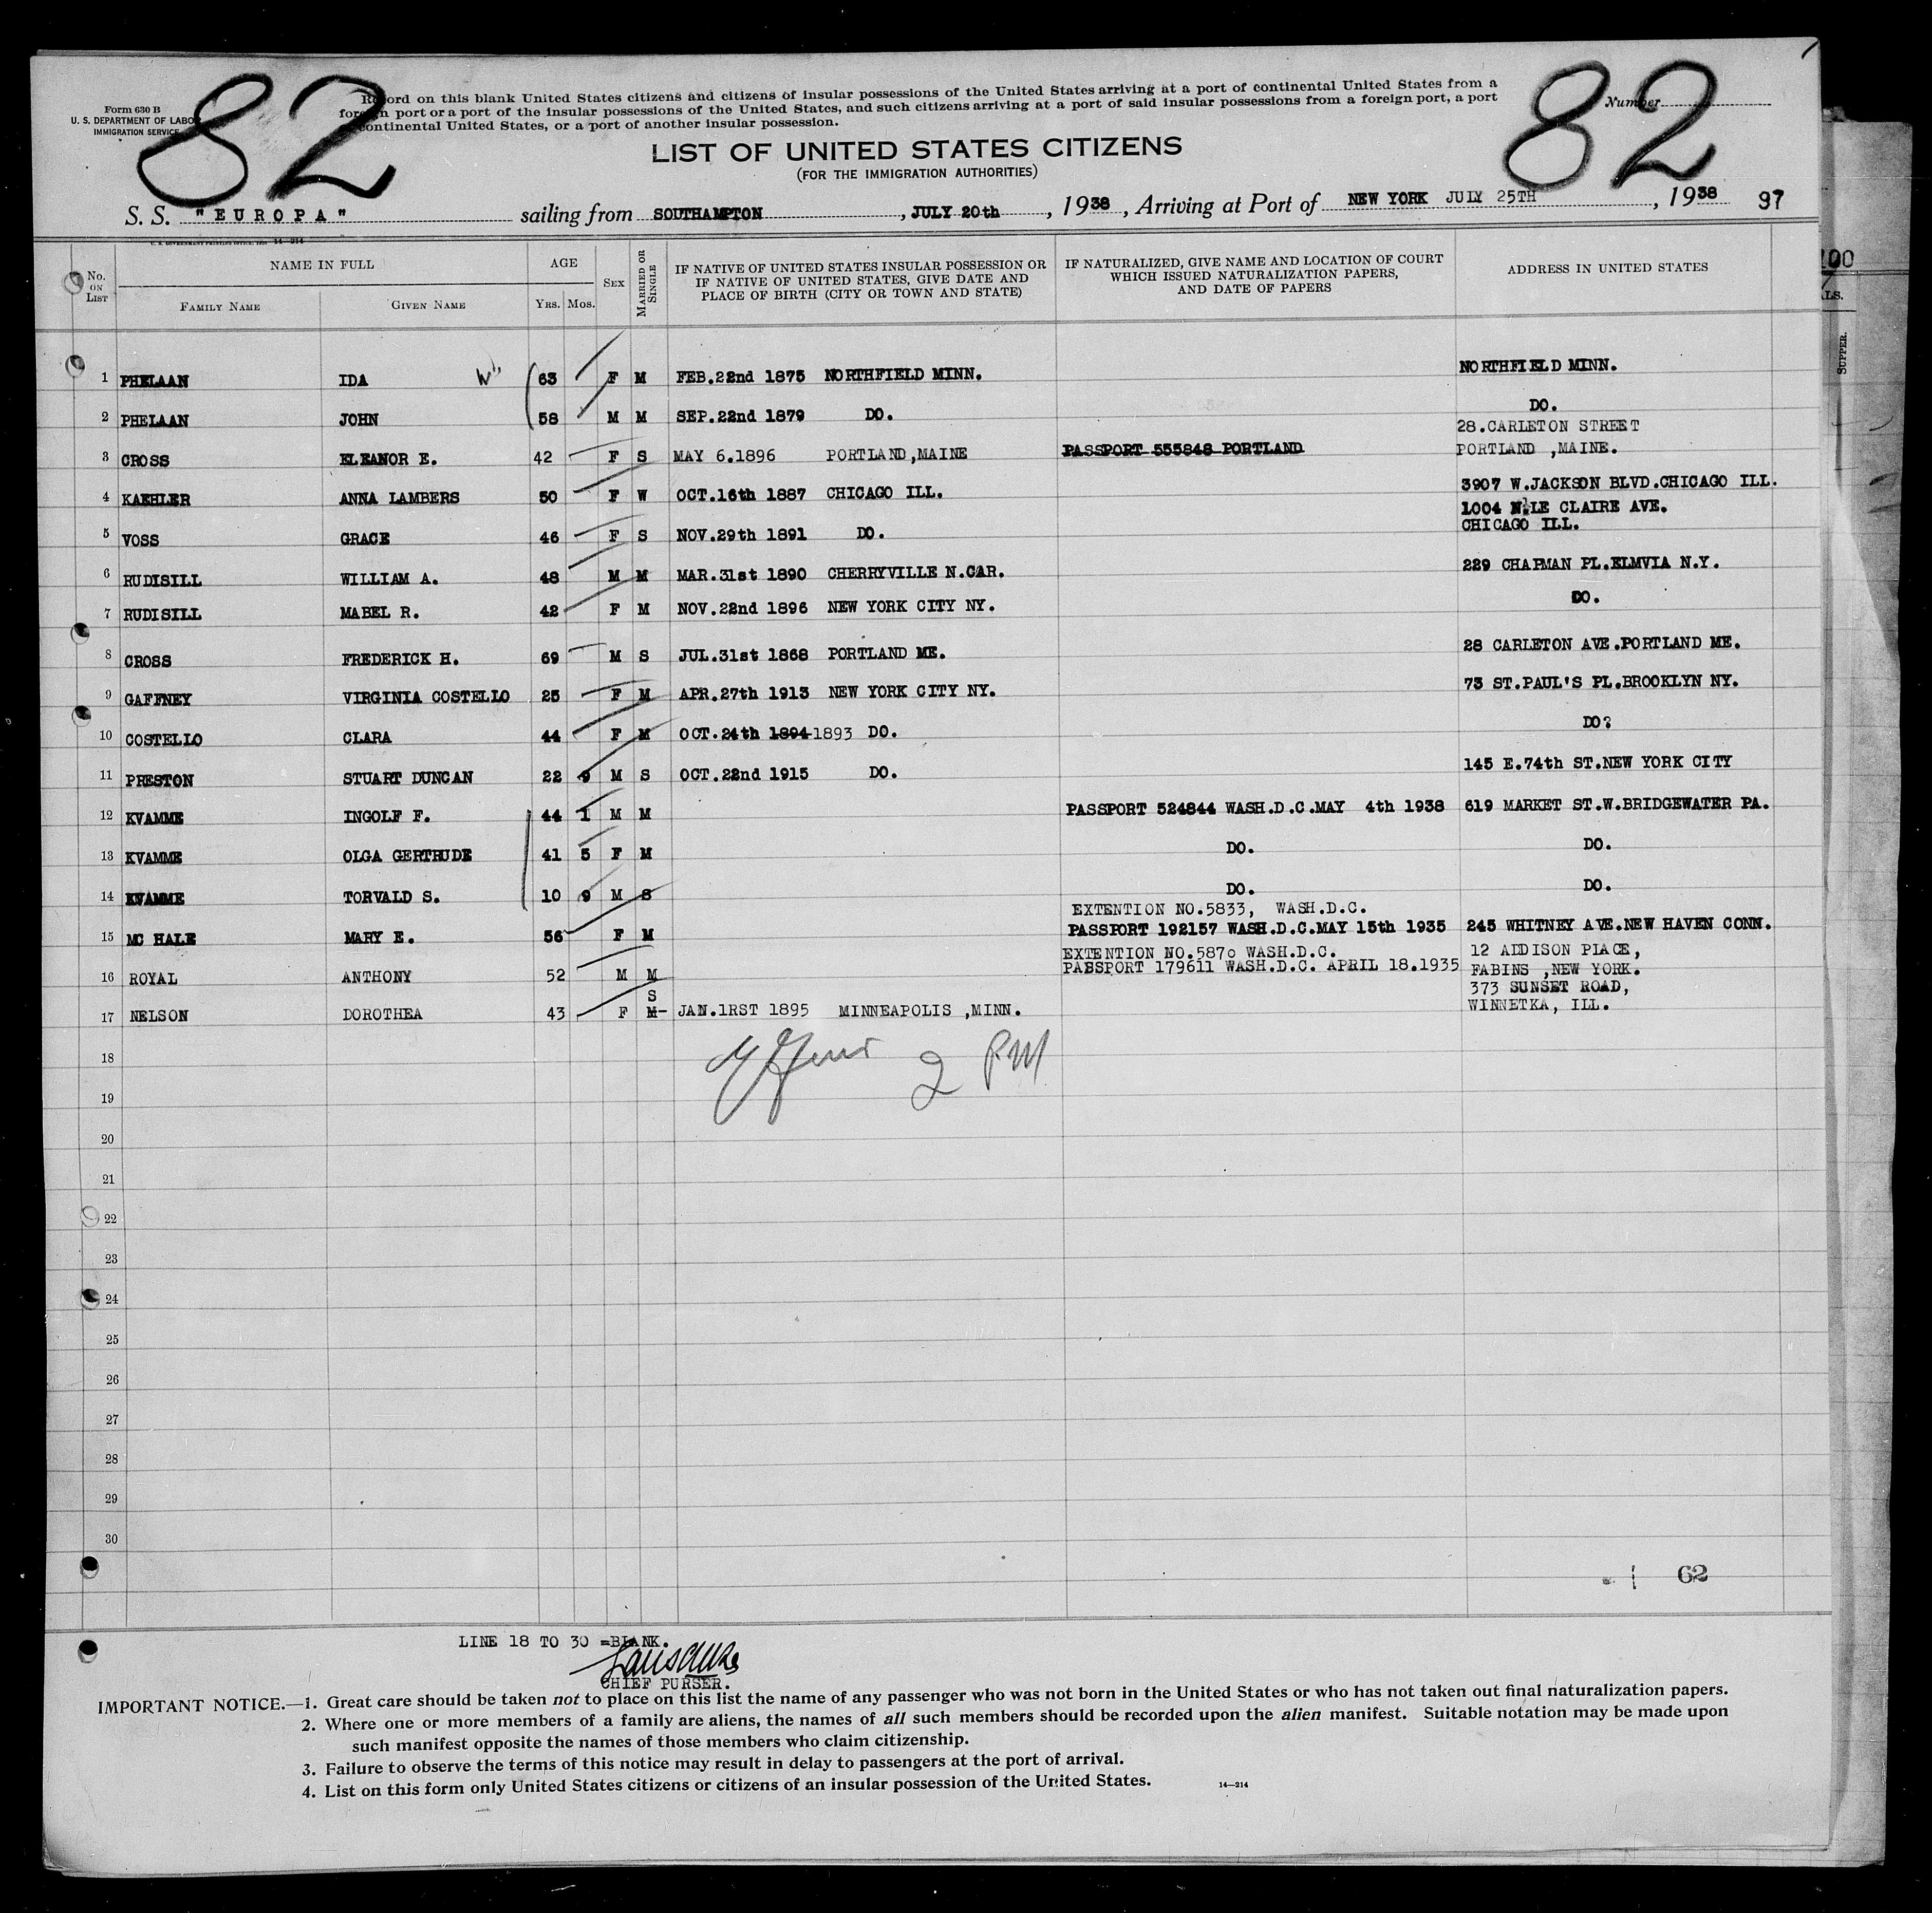 82
82
Form 630 B
U. S. DEPARTMENT OF LABOR
IMMIGRATION SERVICE
Record on this blank United States citizens and citizens of insular possessions of the United States arriving at a port of continental United States from a
foreign port or a port of the insular possessions of the United States, and such citizens arriving at a port of said insular possessions from a foreign port, a port
continental United States, or a port of another insular possession.
Number
LIST OF UNITED STATES CITIZENS
(FOR THE IMMIGRATION AUTHORITIES)
S. S. "EUROPA" sailing from SOUTHAMPTON, JULY 20th, 1938, Arriving at Port of NEW YORK JULY 25TH, 1938 97
No. ON LIST NAME IN FULL AGE SEX MARRIED OR SINGLE IF NATIVE OF UNITED STATES INSULAR POSSESSION OR IF NATIVE OF UNITED STATES, GIVE DATE AND PLACE OF BIRTH (CITY OR TOWN AND STATE) IF NATURALIZED, GIVE NAME AND LOCATION OF COURT WHICH ISSUED NATURALIZATION PAPERS, AND DATE OF PAPERS ADDRESS IN UNITED STATES
FAMILY NAME GIVEN NAME YRS. MOS.
1 PHELAAN IDA 63 F M FEB.22nd 1875 NORTHFIELD MINN. NORTHFIELD MINN.
2 PHELAAN JOHN 58 M M SEP.22nd 1879 DO. DO.
28.CARLETON STREET
3 CROSS ELEANOR E. 42 F S MAY 6.1896 PORTLAND,MAINE PASSPORT 555848 PORTLAND PORTLAND ,MAINE.
4 KAEHLER ANNA LAMBERS 50 F W OCT.16th 1887 CHICAGO ILL. 3907 W.JACKSON BLVD.CHICAGO ILL.
1004 N.LE CLAIRE AVE.
5 VOSS GRACE 46 F S NOV.29th 1891 DO. CHICAGO ILL.
6 RUDISILL WILLIAM A. 48 M M MAR.31st 1890 CHERRYVILLE N.CAR. 229 CHAPMAN PL.ELMVIA N.Y.
7 RUDISILL MABEL R. 42 F M NOV.22nd 1896 NEW YORK CITY NY. DO.
8 CROSS FREDERICK H. 69 M S JUL.31st 1868 PORTLAND ME. 28 CARLETON AVE.PORTLAND ME.
9 GAFFNEY VIRGINIA COSTELLO 25 F M APR.27th 1913 NEW YORK CITY NY. 73 ST.PAUL'S PL.BROOKLYN NY.
10 COSTELLO CLARA 44 F M OCT.24th 1894 1893 DO. DO?
11 PRESTON STUART DUNCAN 22 9 M S OCT.22nd 1915 DO. 145 E.74th ST.NEW YORK CITY
12 KVAMME INGOLF F. 44 1 M M PASSPORT 524844 WASH.D.C.MAY 4th 1938 619 MARKET ST.W.BRIDGEWATER PA.
13 KVAMME OLGA GERTRUDE 41 5 F M DO. DO.
14 KVAMME TORVALD S. 10 9 M S DO. DO.
EXTENTION NO.5833, WASH.D.C.
15 MC HALE MARY E. 56 F M PASSPORT 192157 WASH.D.C.MAY 15th 1935 245 WHITNEY AVE.NEW HAVEN CONN.
EXTENTION NO.587o WASH.D.C. 12 ADDISON PLACE,
16 ROYAL ANTHONY 52 M M PASSPORT 179611 WASH.D.C. APRIL 18.1935 FABINS ,NEW YORK.
S 373 SUNSET ROAD,
17 NELSON DOROTHEA 43 F M- JAN.1RST 1895 MINNEAPOLIS ,MINN. WINNETKA, ILL.
18
2 PM
19
20
21
22
23
24
25
26
27
28
29
30
62
LINE 18 TO 30 =BLANK.
CHIEF PURSER.
IMPORTANT NOTICE.—1. Great care should be taken not to place on this list the name of any passenger who was not born in the United States or who has not taken out final naturalization papers.
2. Where one or more members of a family are aliens, the names of all such members should be recorded upon the alien manifest. Suitable notation may be made upon
such manifest opposite the names of those members who claim citizenship.
3. Failure to observe the terms of this notice may result in delay to passengers at the port of arrival.
4. List on this form only United States citizens or citizens of an insular possession of the United States. 14—214